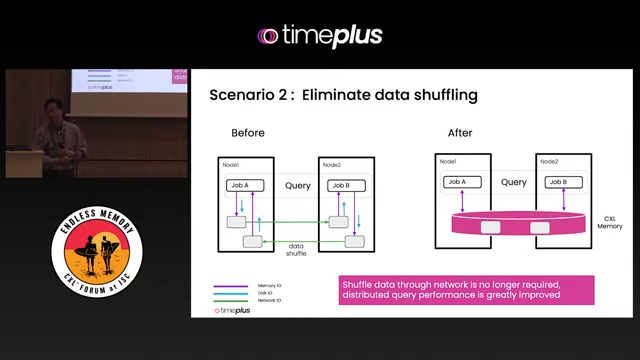 timeplus
timeplus
ENDLESS MEMORY
CXL FORUM at ISC
Scenario 2 : Eliminate data shuffling
Before
After
Node1
Node2
Job A
Query
Job B
data
shuffle
Node1
Node2
Job A
Query
Job B
CXL
Memory
Memory IO
Disk IO
Network IO
timeplus
Shuffle data through network is no longer required,
distributed query performance is greatly improved